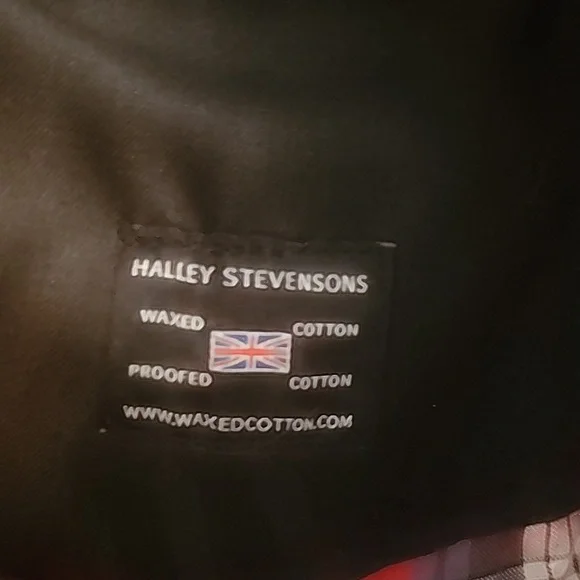 HALLEY STEVENSONS
WAXED COTTON
PROOFED COTTON
WWW.WAXEDCOTTON.COM